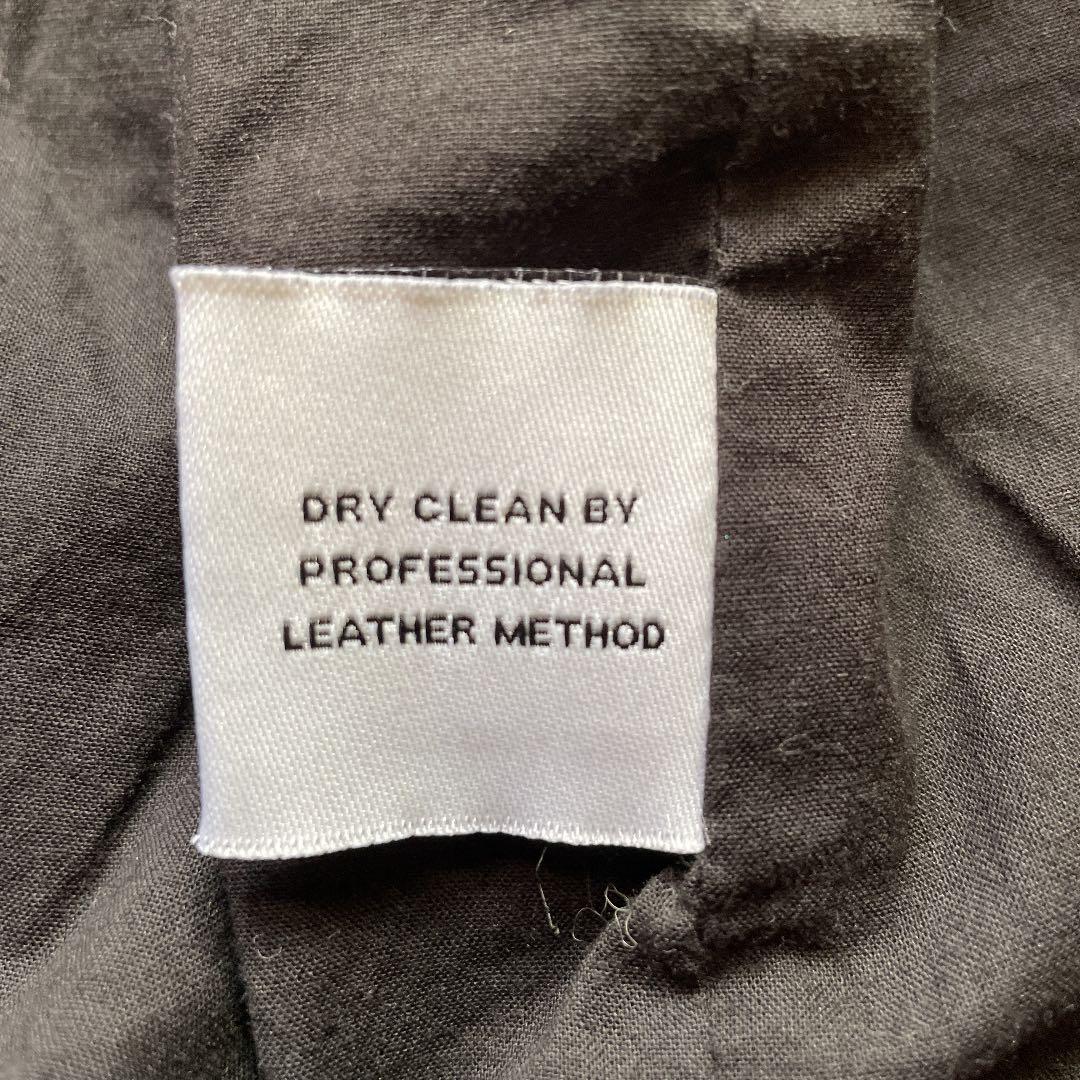 DRY CLEAN BY
PROFESSIONAL
LEATHER METHOD